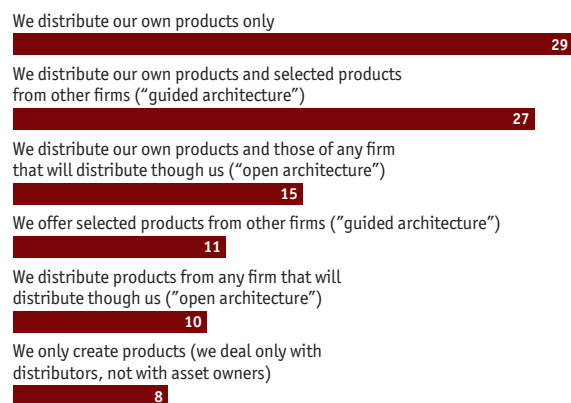 We distribute our own products only
29
We distribute our own products and selected products
from other firms (“guided architecture”)
27
We distribute our own products and those of any firm
that will distribute though us (“open architecture”)
15
We offer selected products from other firms (”guided architecture”)
11
We distribute products from any firm that will
distribute though us (”open architecture”)
10
We only create products (we deal only with
distributors, not with asset owners)
8